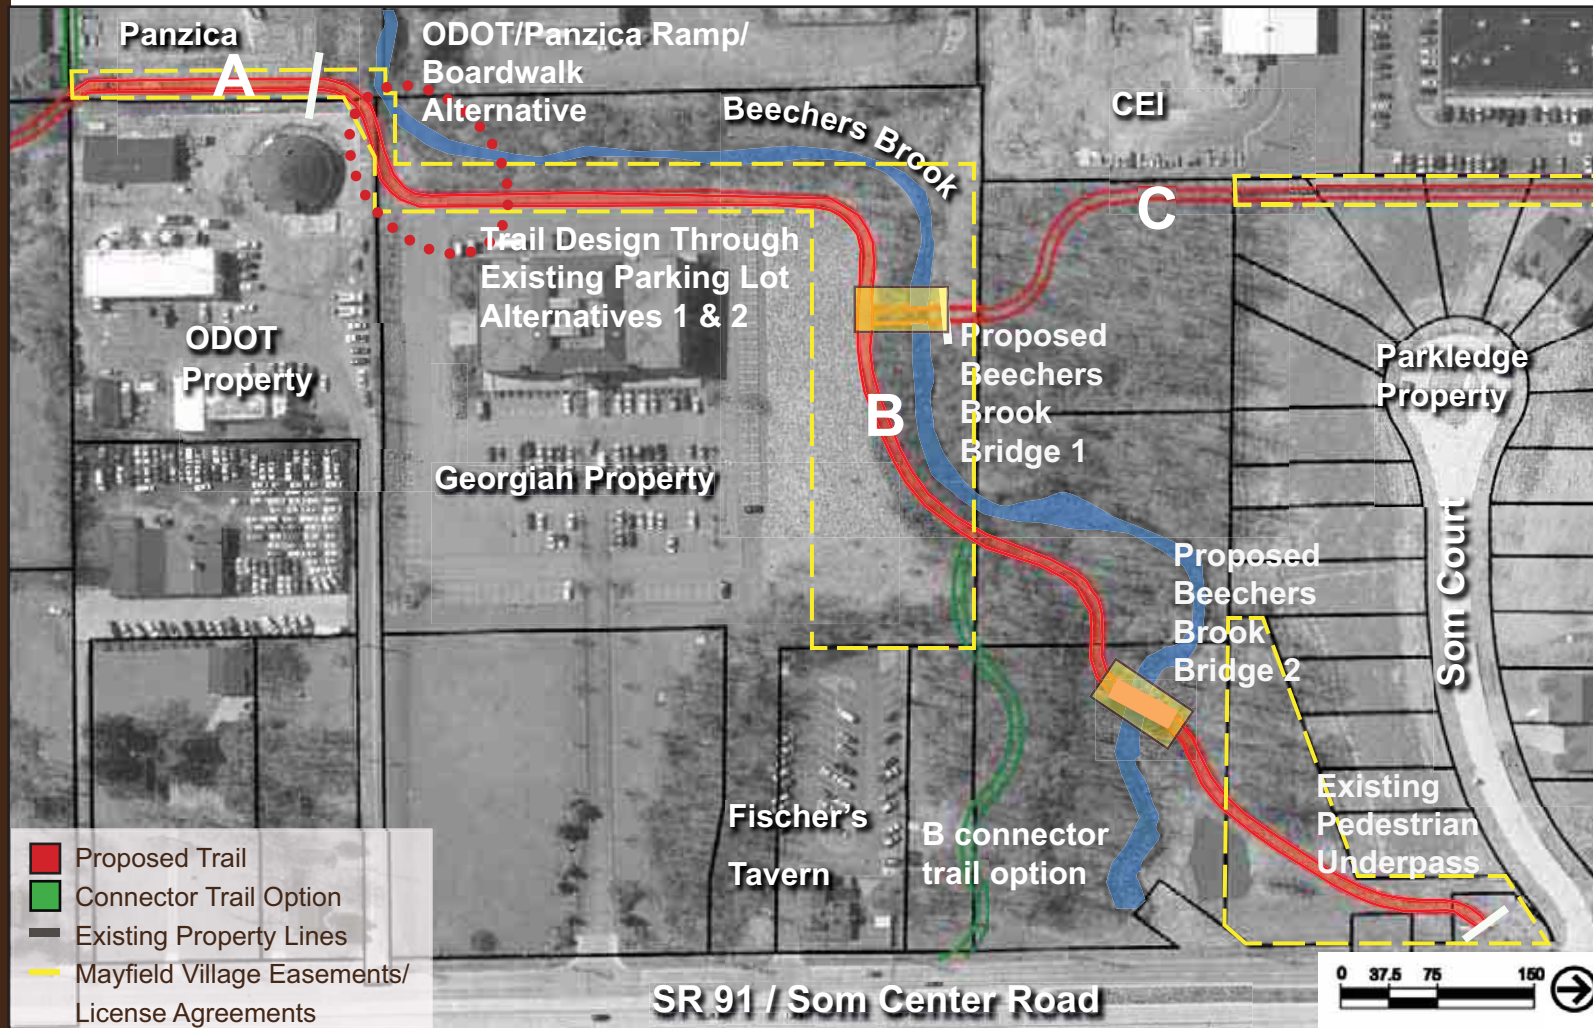 Panzica
A
ODOT/Panzica Ramp/
Boardwalk
Alternative
Beechers Brook
CEI
C
Trail Design Through
Existing Parking Lot
Alternatives 1 & 2
ODOT
Property
Proposed
Beechers
Brook
Bridge 1
Parkledge
Property
B
Georgian Property
Som Court
Proposed
Beechers
Brook
Bridge 2
Existing
Pedestrian
Underpass
Fischer's
Tavern
B connector
trail option
Proposed Trail
Connector Trail Option
Existing Property Lines
Mayfield Village Easements/
License Agreements
SR 91 / Som Center Road
0 37.5 75 150